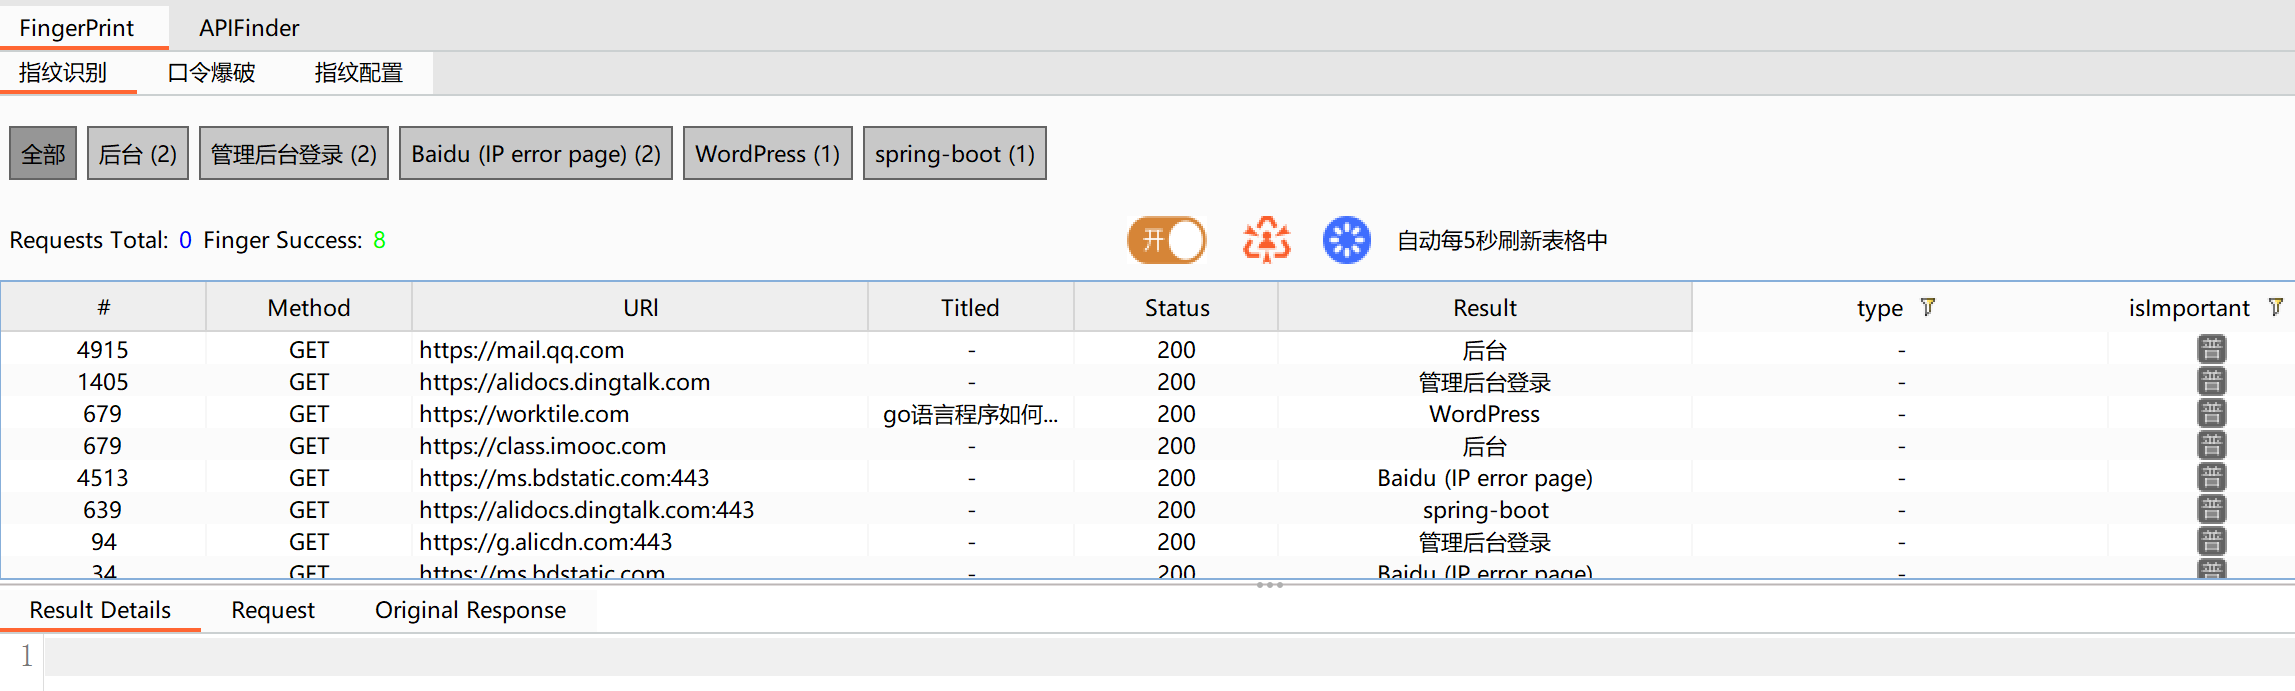 FingerPrint APIFinder
指纹识别 口令爆破 指纹配置
全部 后台 (2) 管理后台登录 (2) Baidu (IP error page) (2) WordPress (1) spring-boot (1)
Requests Total: 0 Finger Success: 8 开 自动每5秒刷新表格中
# Method URl Titled Status Result type isImportant
4915 GET https://mail.qq.com - 200 后台 - 普
1405 GET https://alidocs.dingtalk.com - 200 管理后台登录 - 普
679 GET https://worktile.com go语言程序如何... 200 WordPress - 普
679 GET https://class.imooc.com - 200 后台 - 普
4513 GET https://ms.bdstatic.com:443 - 200 Baidu (IP error page) - 普
639 GET https://alidocs.dingtalk.com:443 - 200 spring-boot - 普
94 GET https://g.alicdn.com:443 - 200 管理后台登录 - 普
34 GET https://ms.bdstatic.com - 200 Baidu (IP error page) - 普
Result Details Request Original Response
1